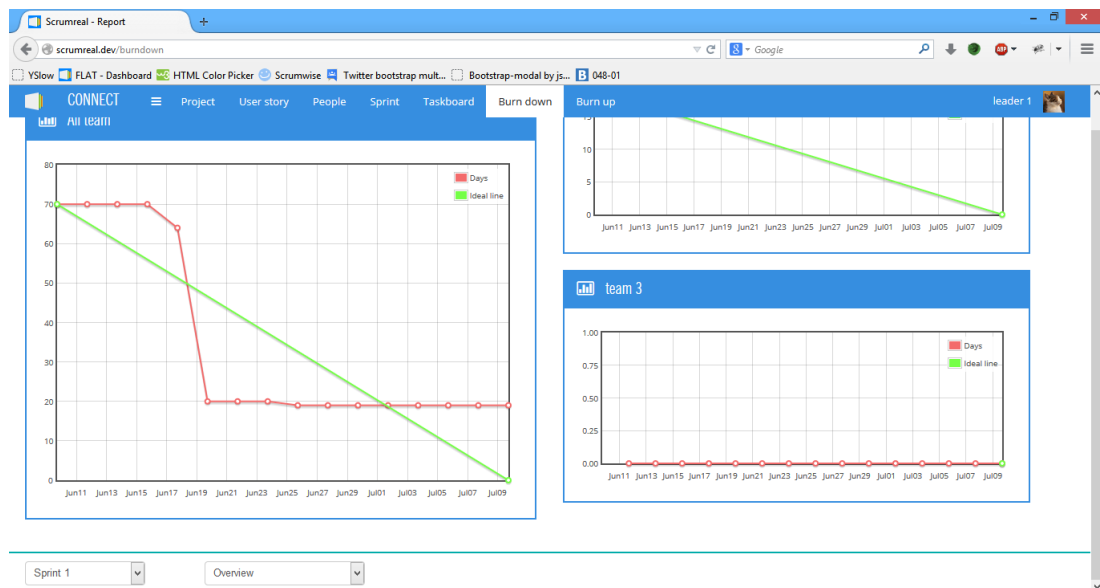 Scrumreal - Report
scrumreal.dev/burndown
Google
YSlow FLAT - Dashboard HTML Color Picker Scrumwise Twitter bootstrap mult... Bootstrap-modal by js... B 048-01
CONNECT Project User story People Sprint Taskboard Burn down Burn up leader 1
All team
80
70
60
50
40
30
20
10
0
Days
Ideal line
Jun11 Jun13 Jun15 Jun17 Jun19 Jun21 Jun23 Jun25 Jun27 Jun29 Jul01 Jul03 Jul05 Jul07 Jul09
15
10
5
0
Jun11 Jun13 Jun15 Jun17 Jun19 Jun21 Jun23 Jun25 Jun27 Jun29 Jul01 Jul03 Jul05 Jul07 Jul09
team 3
1.00
0.75
0.50
0.25
0.00
Days
Ideal line
Jun11 Jun13 Jun15 Jun17 Jun19 Jun21 Jun23 Jun25 Jun27 Jun29 Jul01 Jul03 Jul05 Jul07 Jul09
Sprint 1 Overview